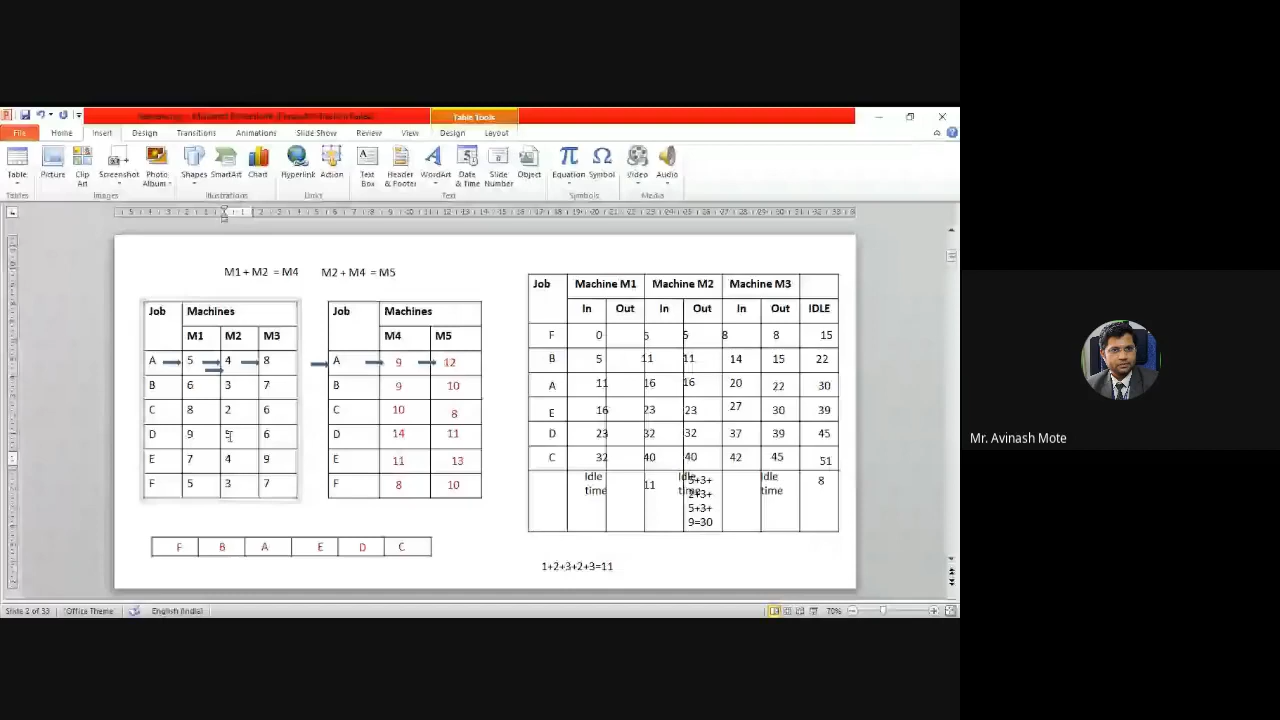 File Home Insert Design Transitions Animations Slide Show Review View Design Layout
Table Tools
Table Picture Clip Art Screenshot Photo Album Shapes SmartArt Chart Hyperlink Action Text Box Header & Footer WordArt Date & Time Slide Number Object Equation Symbol Video Audio
Tables Images Illustrations Links Text Symbols Media
M1 + M2 = M4 M2 + M4 = M5
Job Machines
M1 M2 M3
A 5 4 8
B 6 3 7
C 8 2 6
D 9 5 6
E 7 4 9
F 5 3 7
Job Machines
M4 M5
A 9 12
B 9 10
C 10 8
D 14 11
E 11 13
F 8 10
F B A E D C
Job Machine M1 Machine M2 Machine M3
In Out In Out In Out IDLE
F 0 5 5 8 8 15
B 5 11 11 14 15 22
A 11 16 16 20 22 30
E 16 23 23 27 30 39
D 23 32 32 37 39 45
C 32 40 40 42 45 51
Idle time 11 Idle time 5+3+ 2+3+ 5+3+ 9=30 Idle time 8
1+2+3+2+3=11
Slide 2 of 33 "Office Theme" English (India) 70%
Mr. Avinash Mote